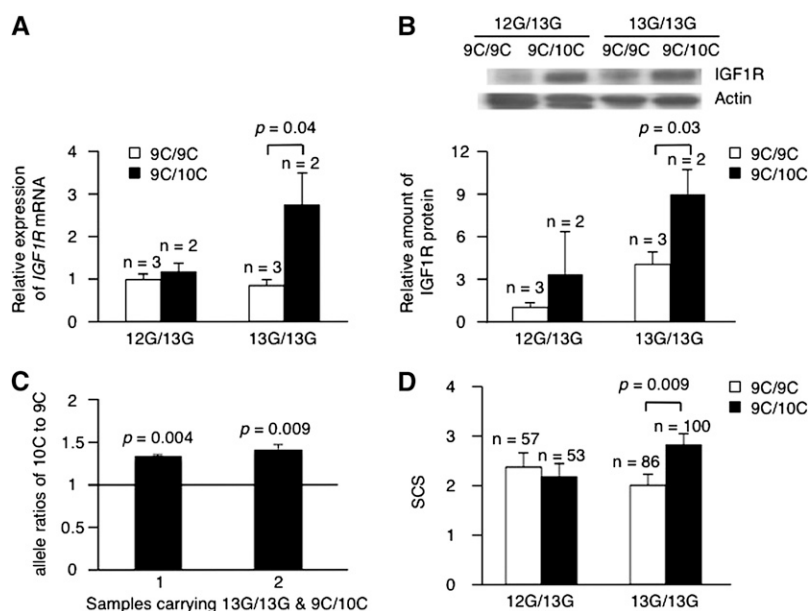 A
Relative expression
of IGF1R mRNA
4
3
2
1
0
9C/9C
9C/10C
p = 0.04
n = 2
n = 3
n = 2
n = 3
12G/13G
13G/13G
B
12G/13G
13G/13G
9C/9C
9C/10C
9C/9C
9C/10C
IGF1R
Actin
Relative amount of
IGF1R protein
12
9
6
3
0
p = 0.03
n = 2
n = 2
n = 3
n = 3
9C/9C
9C/10C
12G/13G
13G/13G
C
allele ratios of 10C to 9C
2
1.5
1
0.5
0
p = 0.004
p = 0.009
1
2
Samples carrying 13G/13G & 9C/10C
D
SCS
4
3
2
2
0
9C/9C
9C/10C
p = 0.009
n = 57
n = 53
n = 86
n = 100
12G/13G
13G/13G